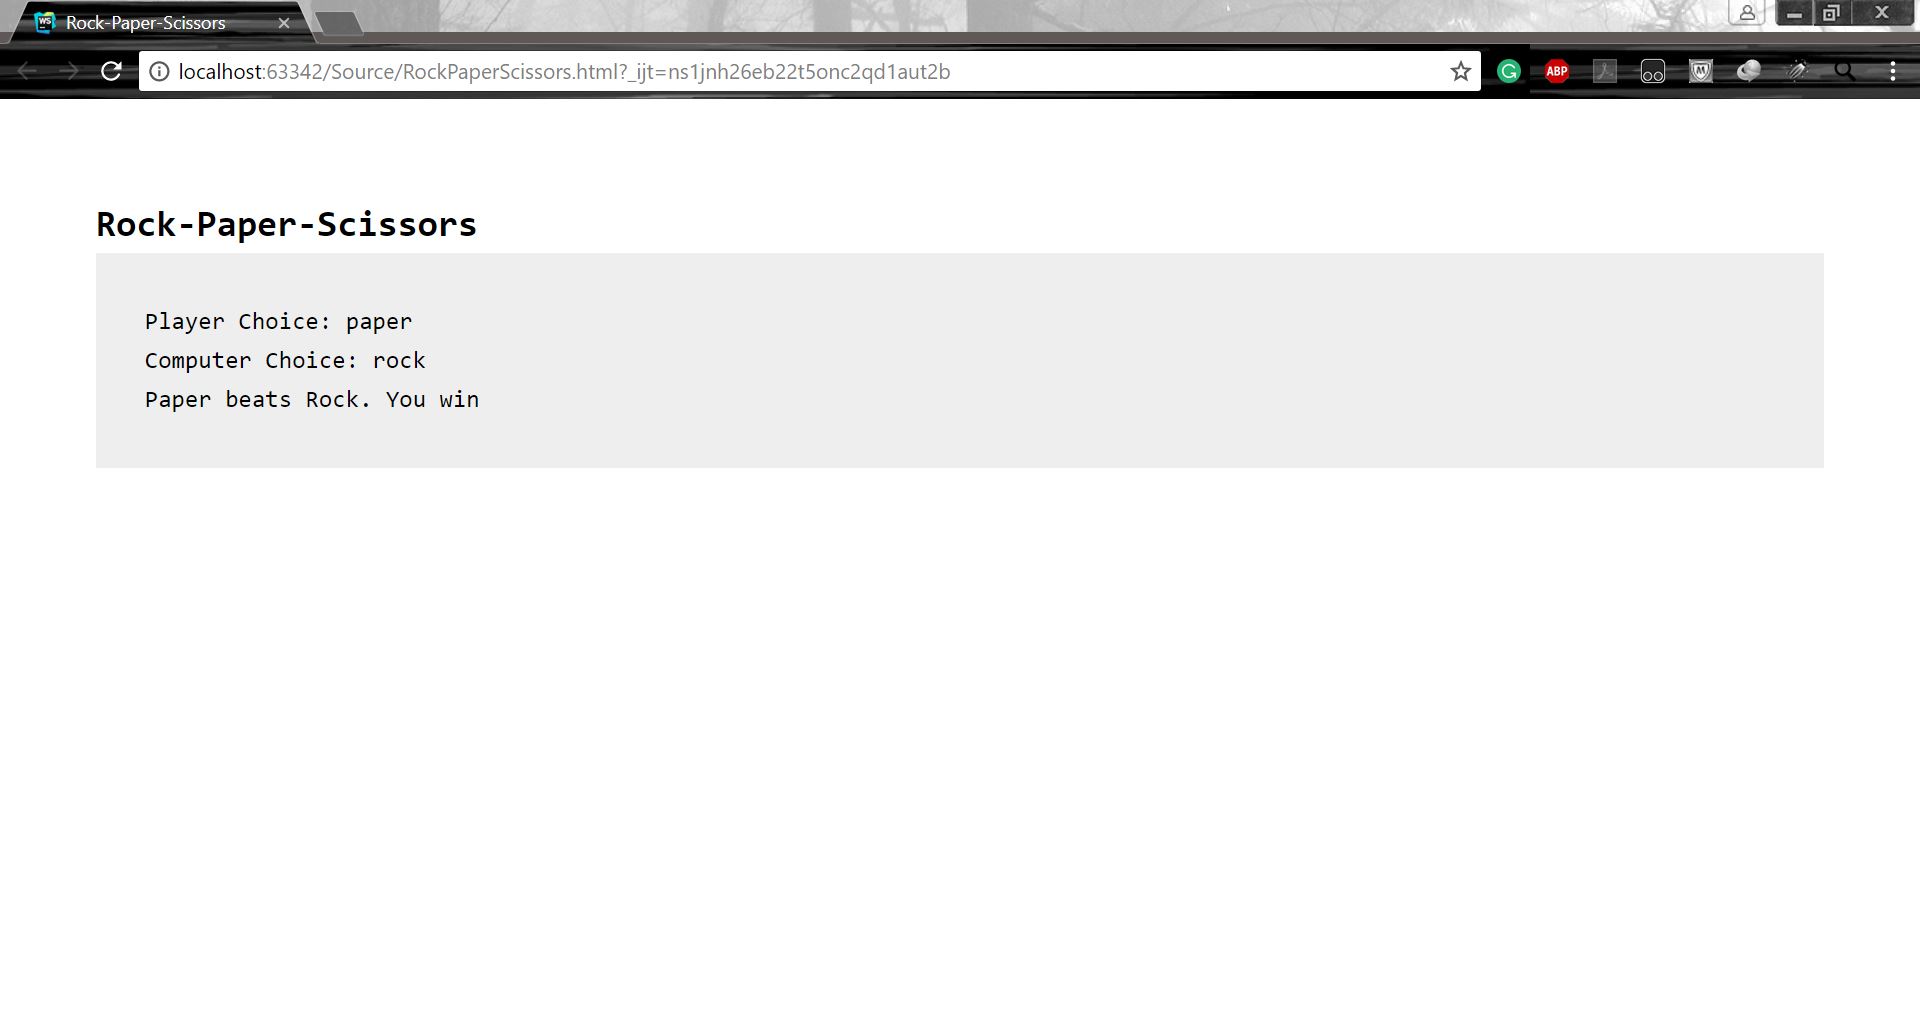 Rock-Paper-Scissors
localhost:63342/Source/RockPaperScissors.html?_ijt=ns1jnh26eb22t5onc2qd1aut2b
ABP
Rock-Paper-Scissors
Player Choice: paper
Computer Choice: rock
Paper beats Rock. You win